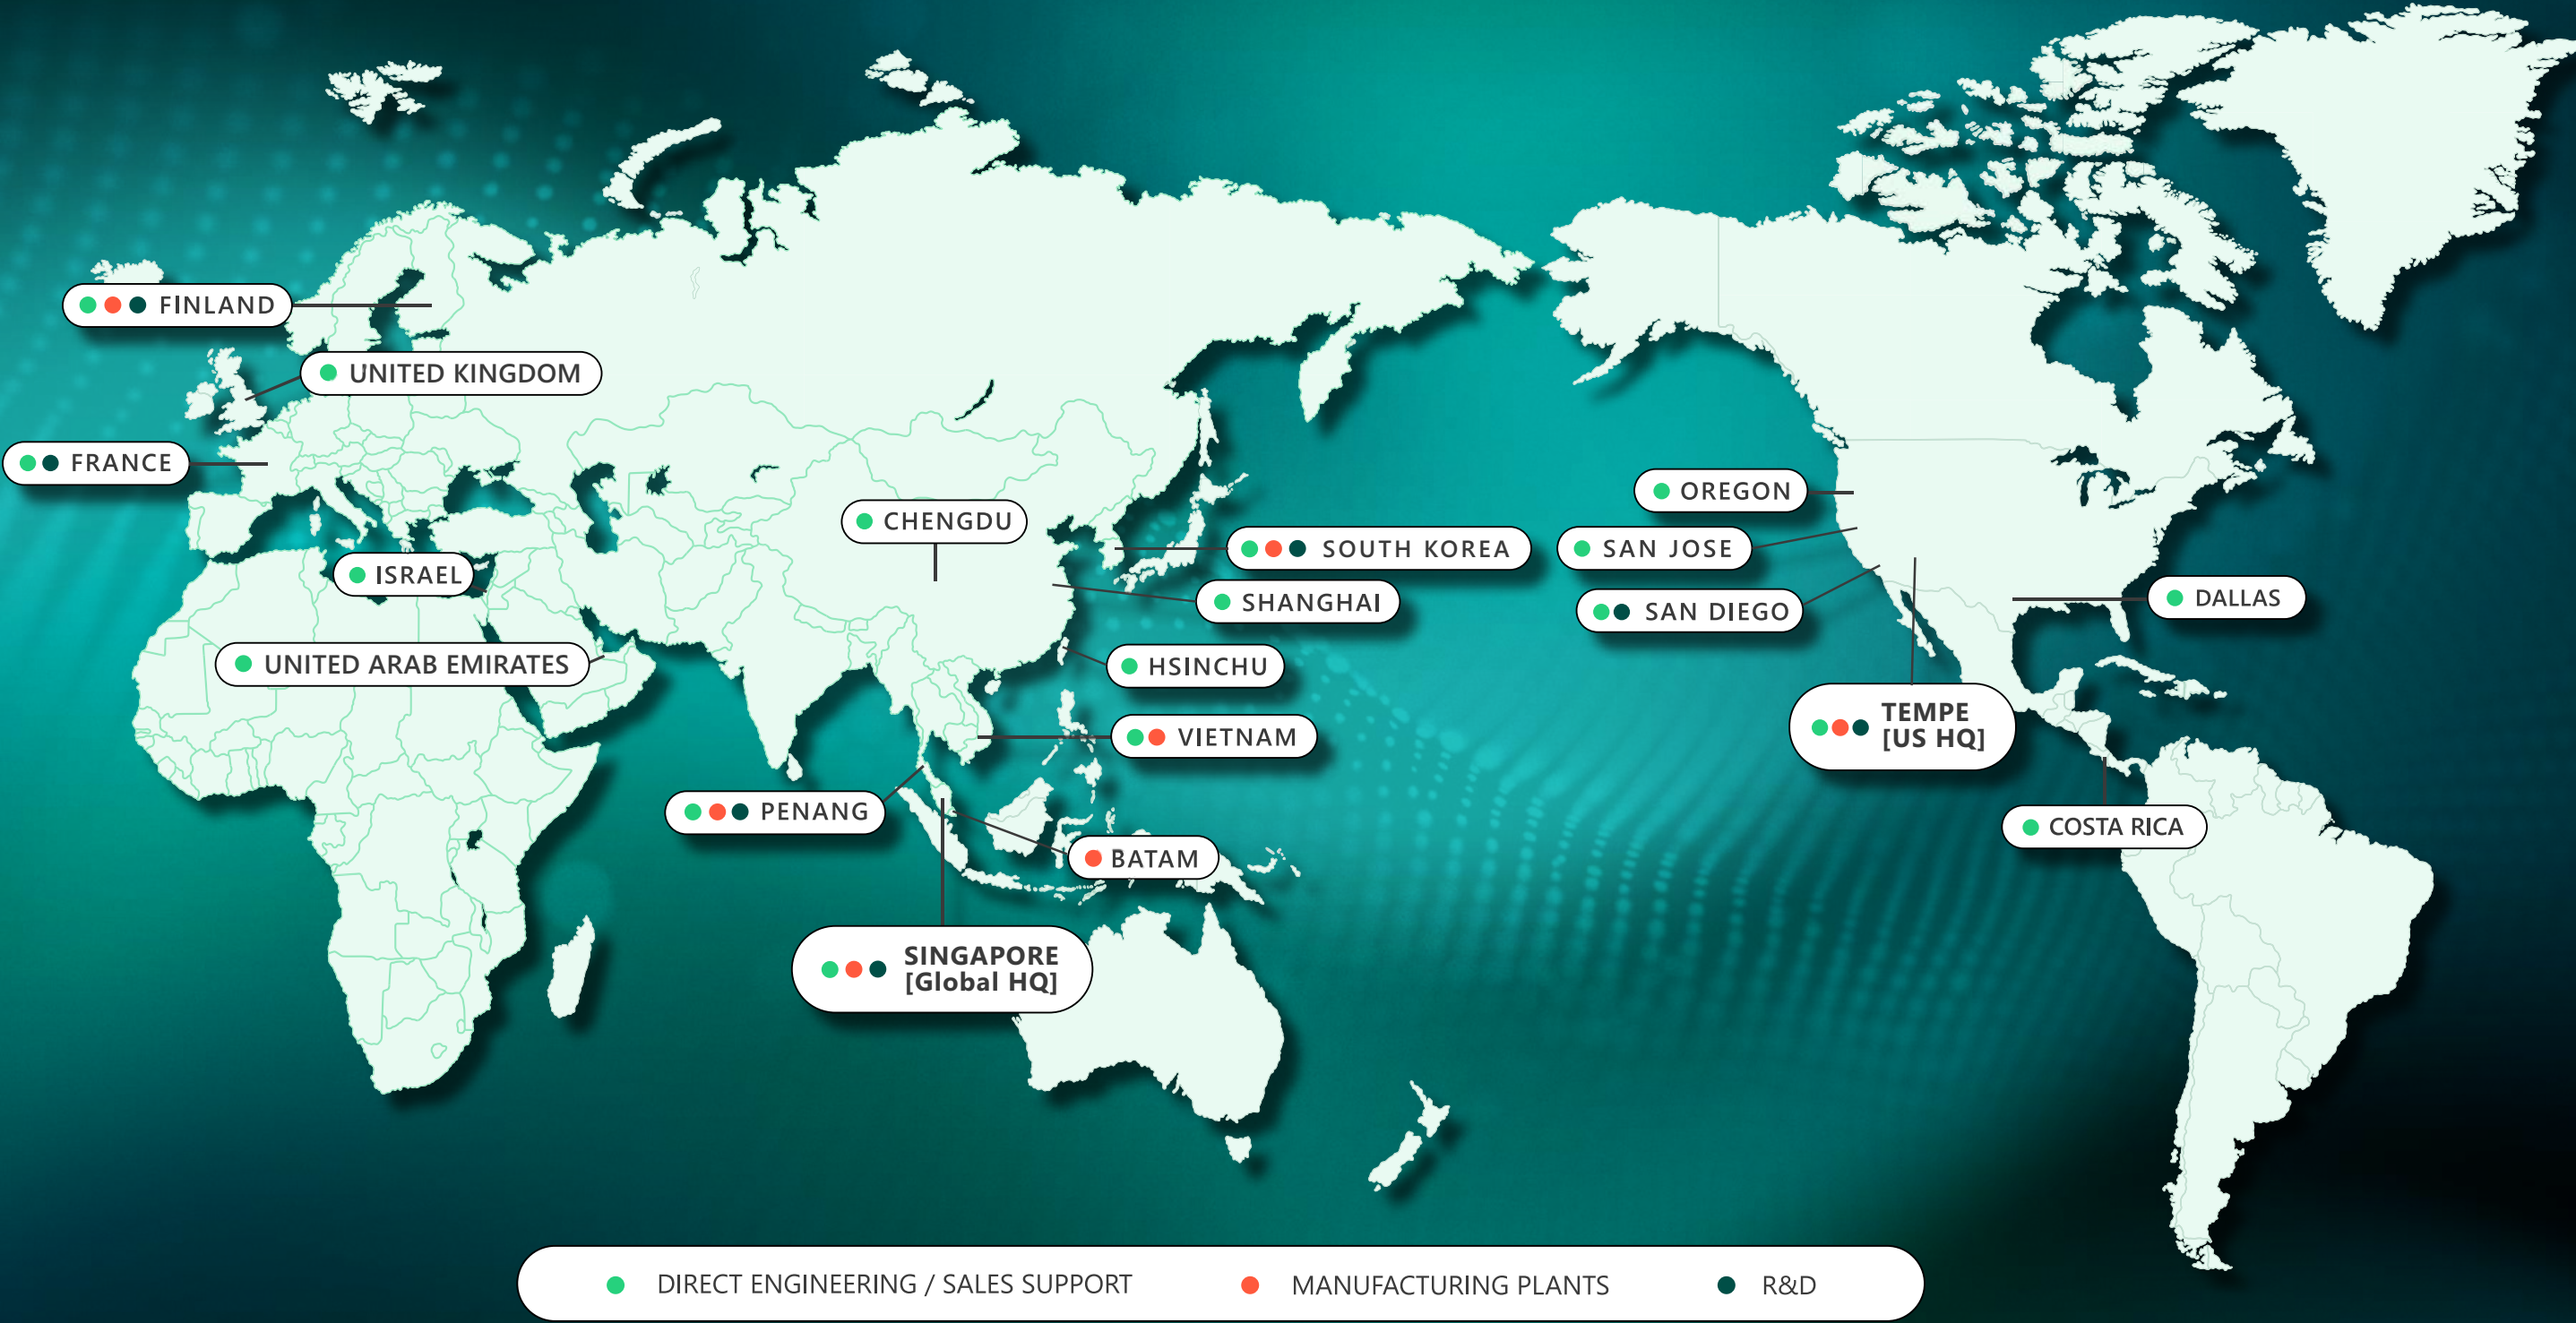 FINLAND
UNITED KINGDOM
FRANCE
OREGON
CHENGDU
SOUTH KOREA
SAN JOSE
ISRAEL
SHANGHAI
SAN DIEGO
DALLAS
UNITED ARAB EMIRATES
HSINCHU
TEMPE
[US HQ]
VIETNAM
PENANG
COSTA RICA
BATAM
SINGAPORE
[Global HQ]
DIRECT ENGINEERING / SALES SUPPORT
MANUFACTURING PLANTS
R&D